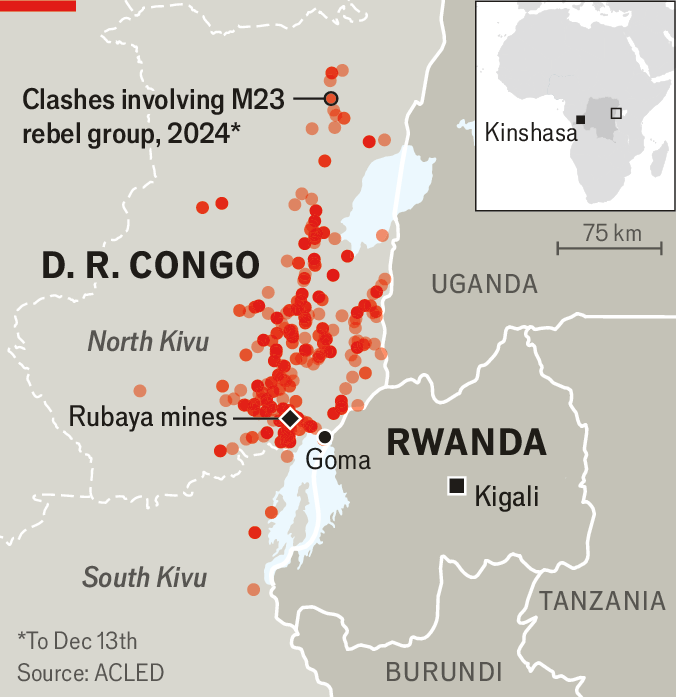 Clashes involving M23
rebel group, 2024*
Kinshasa
75 km
D. R. CONGO
UGANDA
North Kivu
Rubaya mines
RWANDA
Goma
Kigali
South Kivu
TANZANIA
*To Dec 13th
Source: ACLED
BURUNDI